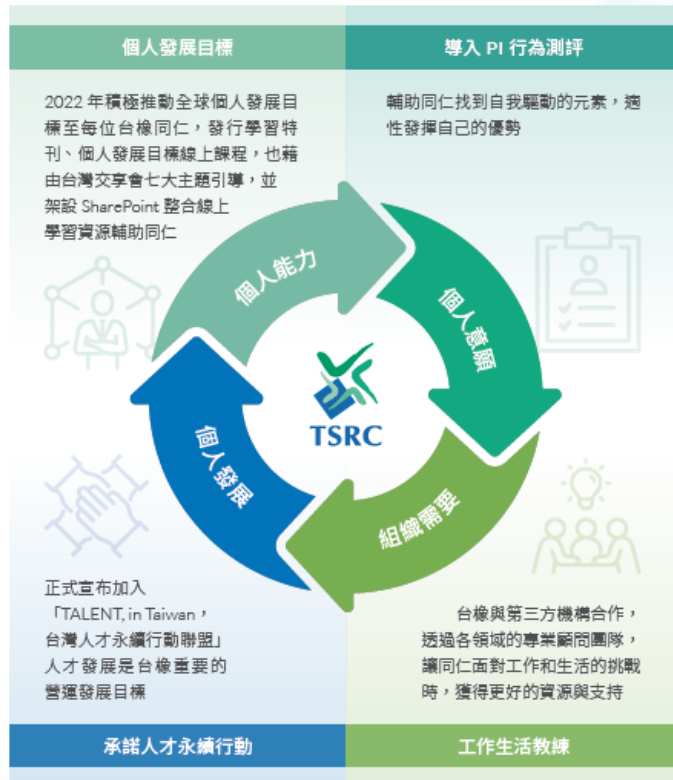 個人發展目標
2022 年積極推動全球個人發展目
標至每位台橡同仁，發行學習特
刊、個人發展目標線上課程，也藉
由台灣交享會七大主題引導，並
架設 SharePoint 整合線上
學習資源輔助同仁
導入 PI 行為測評
輔助同仁找到自我驅動的元素，適
性發揮自己的優勢
個人能力
個人意願
組織需要
個人發展
TSRC
正式宣布加入
「TALENT, in Taiwan，
台灣人才永續行動聯盟」
人才發展是台橡重要的
營運發展目標
承諾人才永續行動
台橡與第三方機構合作，
透過各領域的專業顧問團隊，
讓同仁面對工作和生活的挑戰
時，獲得更好的資源與支持
工作生活教練